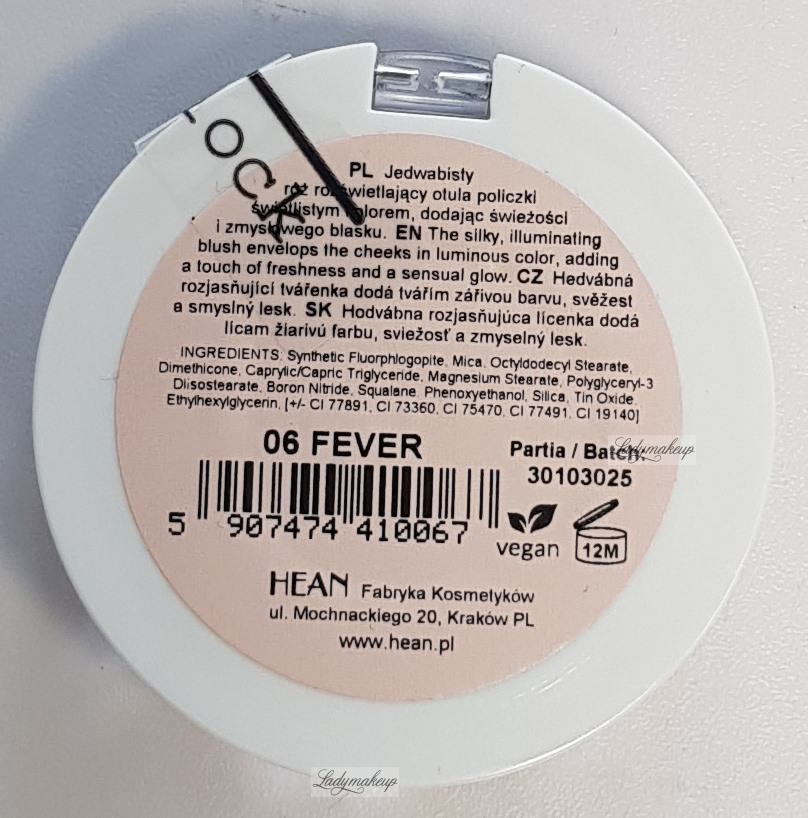 OCK
PL Jedwabisty
róż rozświetlający otula policzki
świetlistym kolorem, dodając świeżości
i zmysłowego blasku. EN The silky, illuminating
blush envelops the cheeks in luminous color, adding
a touch of freshness and a sensual glow. CZ Hedvábná
rozjasňující tvářenka dodá tvářím zářivou barvu, svěžest
a smyslný lesk. SK Hodvábna rozjasňujúca lícenka dodá
lícam žiarivú farbu, sviežosť a zmyselný lesk.
INGREDIENTS: Synthetic Fluorphlogopite, Mica, Octyldodecyl Stearate,
Dimethicone, Caprylic/Capric Triglyceride, Magnesium Stearate, Polyglyceryl-3
Diisostearate, Boron Nitride, Squalane, Phenoxyethanol, Silica, Tin Oxide,
Ethylhexylglycerin, [+/- CI 77891, CI 73360, CI 75470, CI 77491, CI 19140]
06 FEVER
Partia / Batch:
30103025
Ladymakeup
5 907474 410067
vegan
12M
HEAN Fabryka Kosmetyków
ul. Mochnackiego 20, Kraków PL
www.hean.pl
Ladymakeup